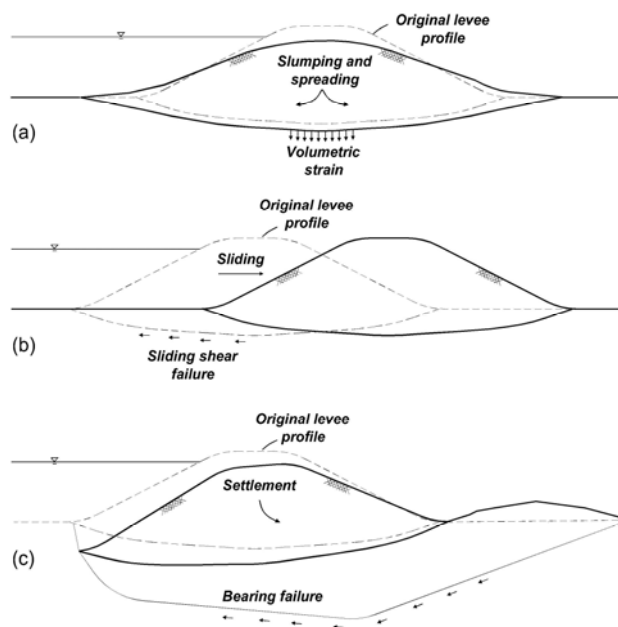 Original levee
profile
Slumping and
spreading
(a)
Volumetric
strain
Original levee
profile
Sliding
(b)
Sliding shear
failure
Original levee
profile
Settlement
(c)
Bearing failure